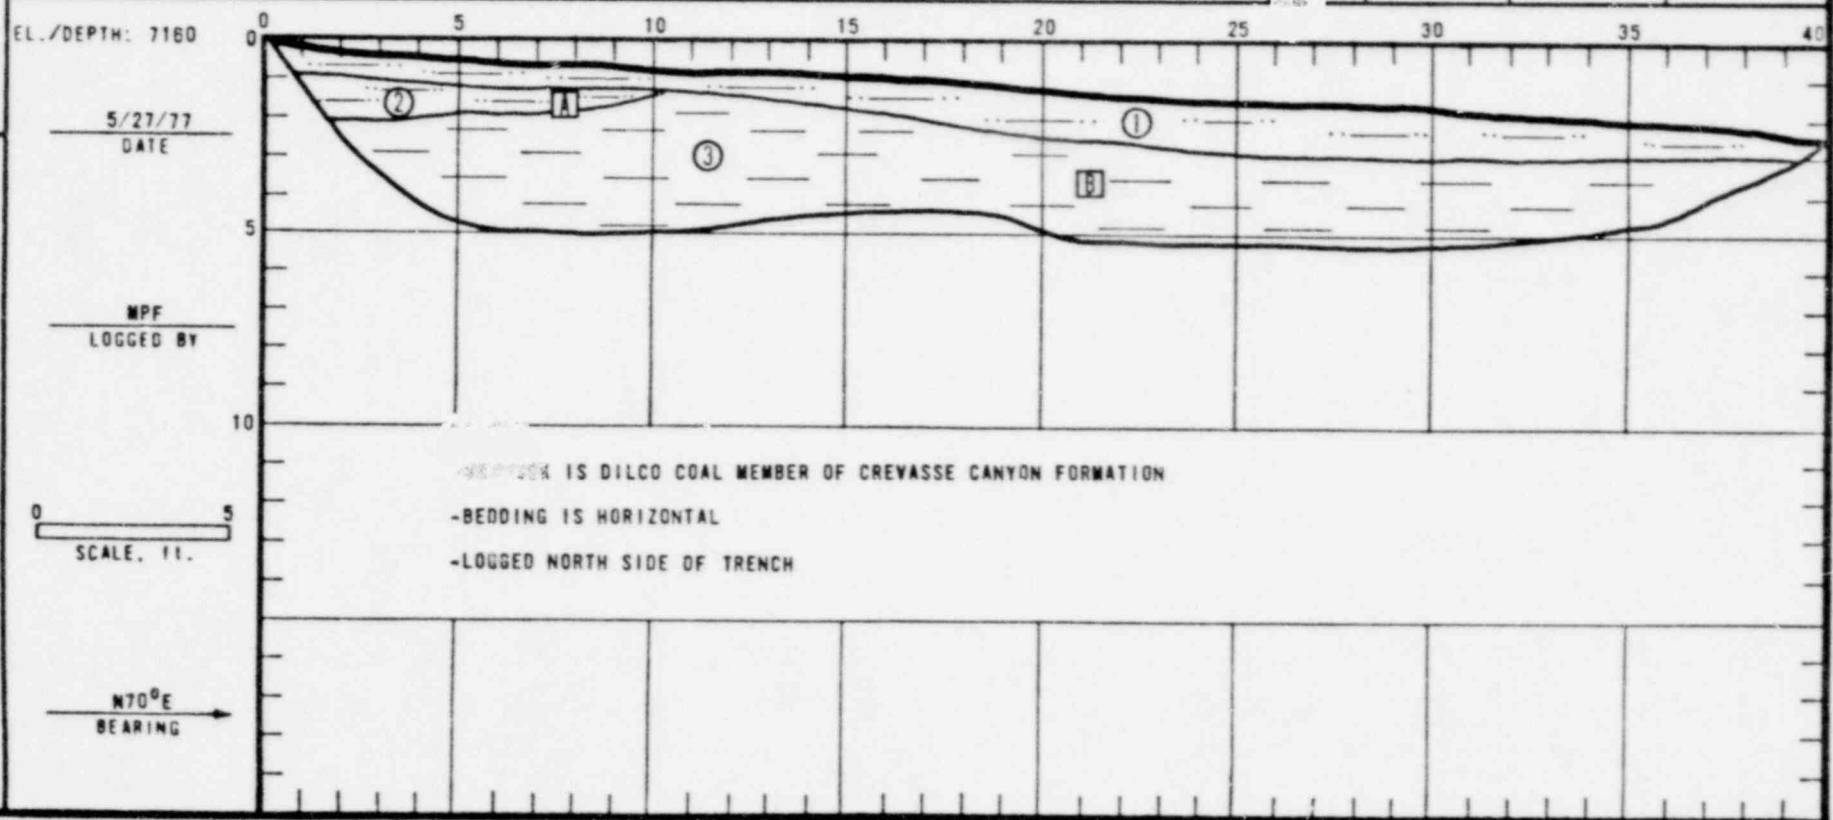 EL./DEPTH: 7160
0 5 10 15 20 25 30 35 40
0
5
10
5/27/77
DATE
MPF
LOGGED BY
0 5
SCALE, ft.
N70°E
BEARING
1
2
A
3
B
IS DILCO COAL MEMBER OF CREVASSE CANYON FORMATION
-BEDDING IS HORIZONTAL
-LOGGED NORTH SIDE OF TRENCH